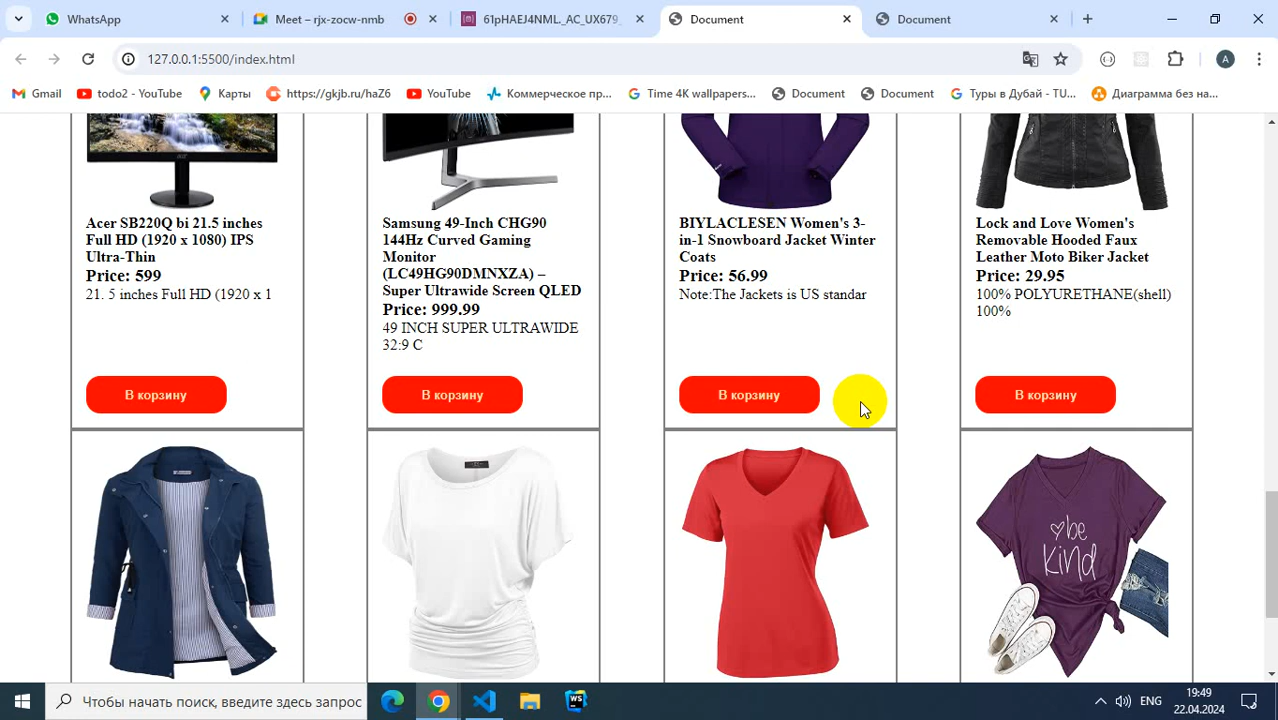 WhatsApp
Meet – rjx-zocw-nmb
61pHAEJ4NML._AC_UX679_
Document
Document
127.0.0.1:5500/index.html
A
Gmail
todo2 - YouTube
Карты
https://gkjb.ru/haZ6
YouTube
Коммерческое пр...
Time 4K wallpapers...
Document
Document
Туры в Дубай - TU...
Диаграмма без на...
Acer SB220Q bi 21.5 inches
Full HD (1920 x 1080) IPS
Ultra-Thin
Price: 599
21. 5 inches Full HD (1920 x 1
В корзину
Samsung 49-Inch CHG90
144Hz Curved Gaming
Monitor
(LC49HG90DMNXZA) –
Super Ultrawide Screen QLED
Price: 999.99
49 INCH SUPER ULTRAWIDE
32:9 C
В корзину
BIYLACLESEN Women's 3-
in-1 Snowboard Jacket Winter
Coats
Price: 56.99
Note:The Jackets is US standar
В корзину
Lock and Love Women's
Removable Hooded Faux
Leather Moto Biker Jacket
Price: 29.95
100% POLYURETHANE(shell)
100%
В корзину
be
kind
Чтобы начать поиск, введите здесь запрос
WS
ENG
19:49
22.04.2024